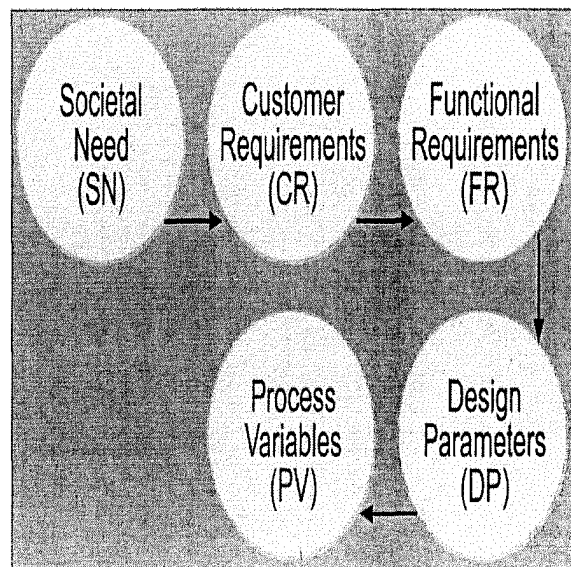 Societal
Need
(SN)
Customer
Requirements
(CR)
Functional
Requirements
(FR)
Design
Parameters
(DP)
Process
Variables
(PV)